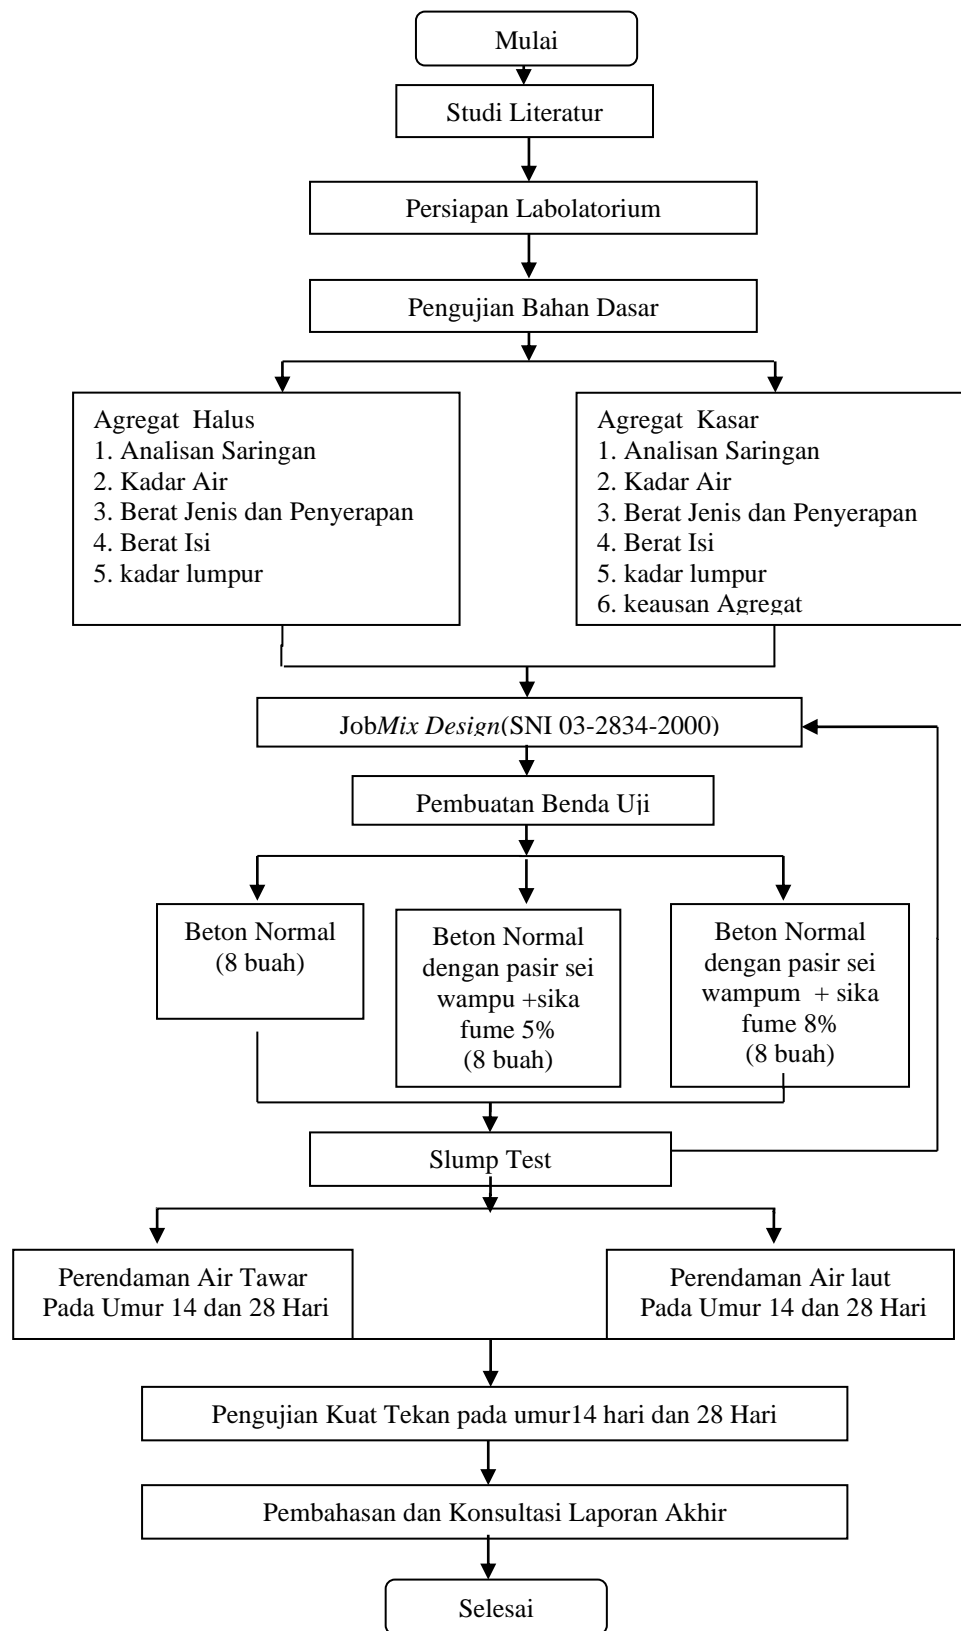 Mulai
Studi Literatur
Persiapan Labolatorium
Pengujian Bahan Dasar
Agregat Halus
1. Analisan Saringan
2. Kadar Air
3. Berat Jenis dan Penyerapan
4. Berat Isi
5. kadar lumpur
Agregat Kasar
1. Analisan Saringan
2. Kadar Air
3. Berat Jenis dan Penyerapan
4. Berat Isi
5. kadar lumpur
6. keausan Agregat
JobMix Design(SNI 03-2834-2000)
Pembuatan Benda Uji
Beton Normal
(8 buah)
Beton Normal
dengan pasir sei
wampu +sika
fume 5%
(8 buah)
Beton Normal
dengan pasir sei
wampum + sika
fume 8%
(8 buah)
Slump Test
Perendaman Air Tawar
Pada Umur 14 dan 28 Hari
Perendaman Air laut
Pada Umur 14 dan 28 Hari
Pengujian Kuat Tekan pada umur14 hari dan 28 Hari
Pembahasan dan Konsultasi Laporan Akhir
Selesai